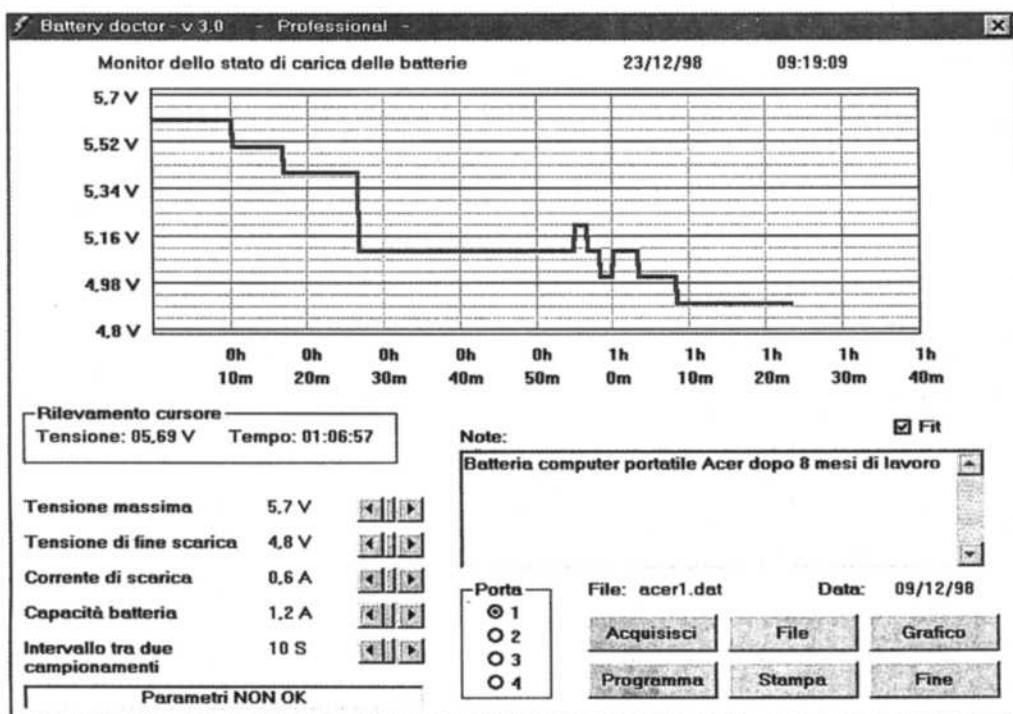 Battery doctor - v 3.0 - Professional -
Monitor dello stato di carica delle batterie 23/12/98 09:19:09
5,7 V
5,52 V
5,34 V
5,16 V
4,98 V
4,8 V
0h 0h 0h 0h 0h 1h 1h 1h 1h 1h
10m 20m 30m 40m 50m 0m 10m 20m 30m 40m
Rilevamento cursore
Tensione: 05,69 V Tempo: 01:06:57
Fit
Note:
Batteria computer portatile Acer dopo 8 mesi di lavoro
Tensione massima 5,7 V
Tensione di fine scarica 4,8 V
Corrente di scarica 0,6 A
Capacità batteria 1,2 A
Intervallo tra due 10 S
campionamenti
Parametri NON OK
Porta
1
2
3
4
File: acer1.dat Data: 09/12/98
Acquisisci File Grafico
Programma Stampa Fine